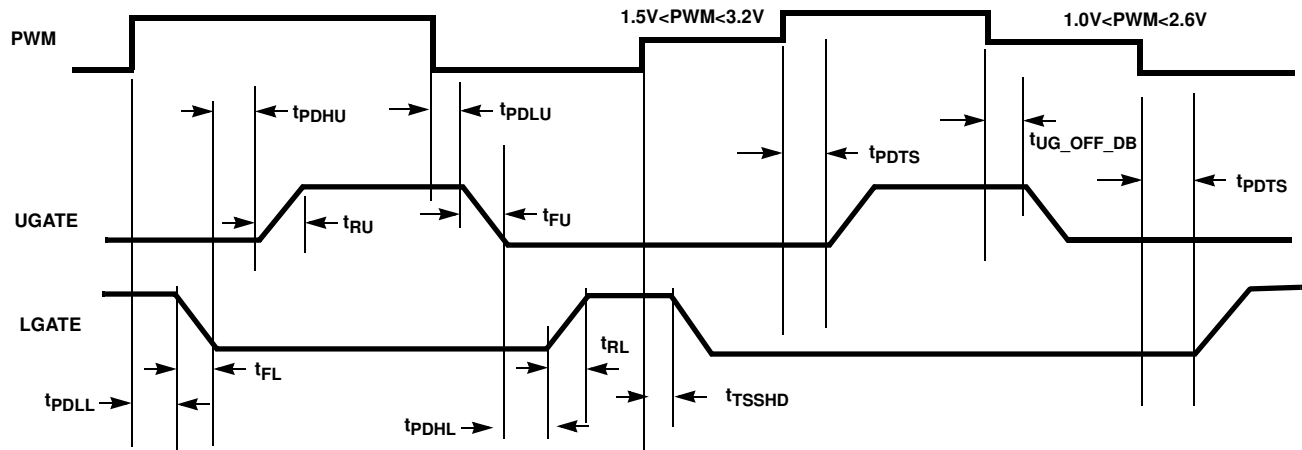 1.5V<PWM<3.2V
1.0V<PWM<2.6V
PWM
tPDHU
tPDLU
tUG_OFF_DB
tPDTS
tPDTS
UGATE
tRU
tFU
LGATE
tRL
tFL
tPDLL
tTSSHD
tPDHL